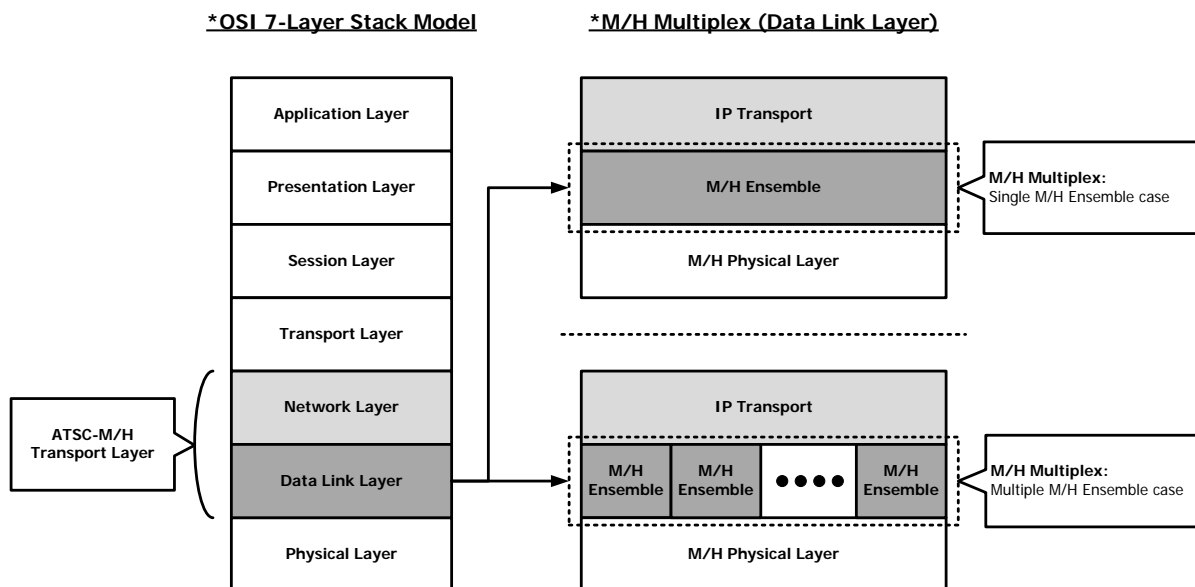 *OSI 7-Layer Stack Model
*M/H Multiplex (Data Link Layer)
Application Layer
Presentation Layer
Session Layer
Transport Layer
Network Layer
Data Link Layer
Physical Layer
ATSC-M/H
Transport Layer
IP Transport
M/H Ensemble
M/H Physical Layer
M/H Multiplex:
Single M/H Ensemble case
IP Transport
M/H
Ensemble
M/H
Ensemble
M/H
Ensemble
M/H Physical Layer
M/H Multiplex:
Multiple M/H Ensemble case